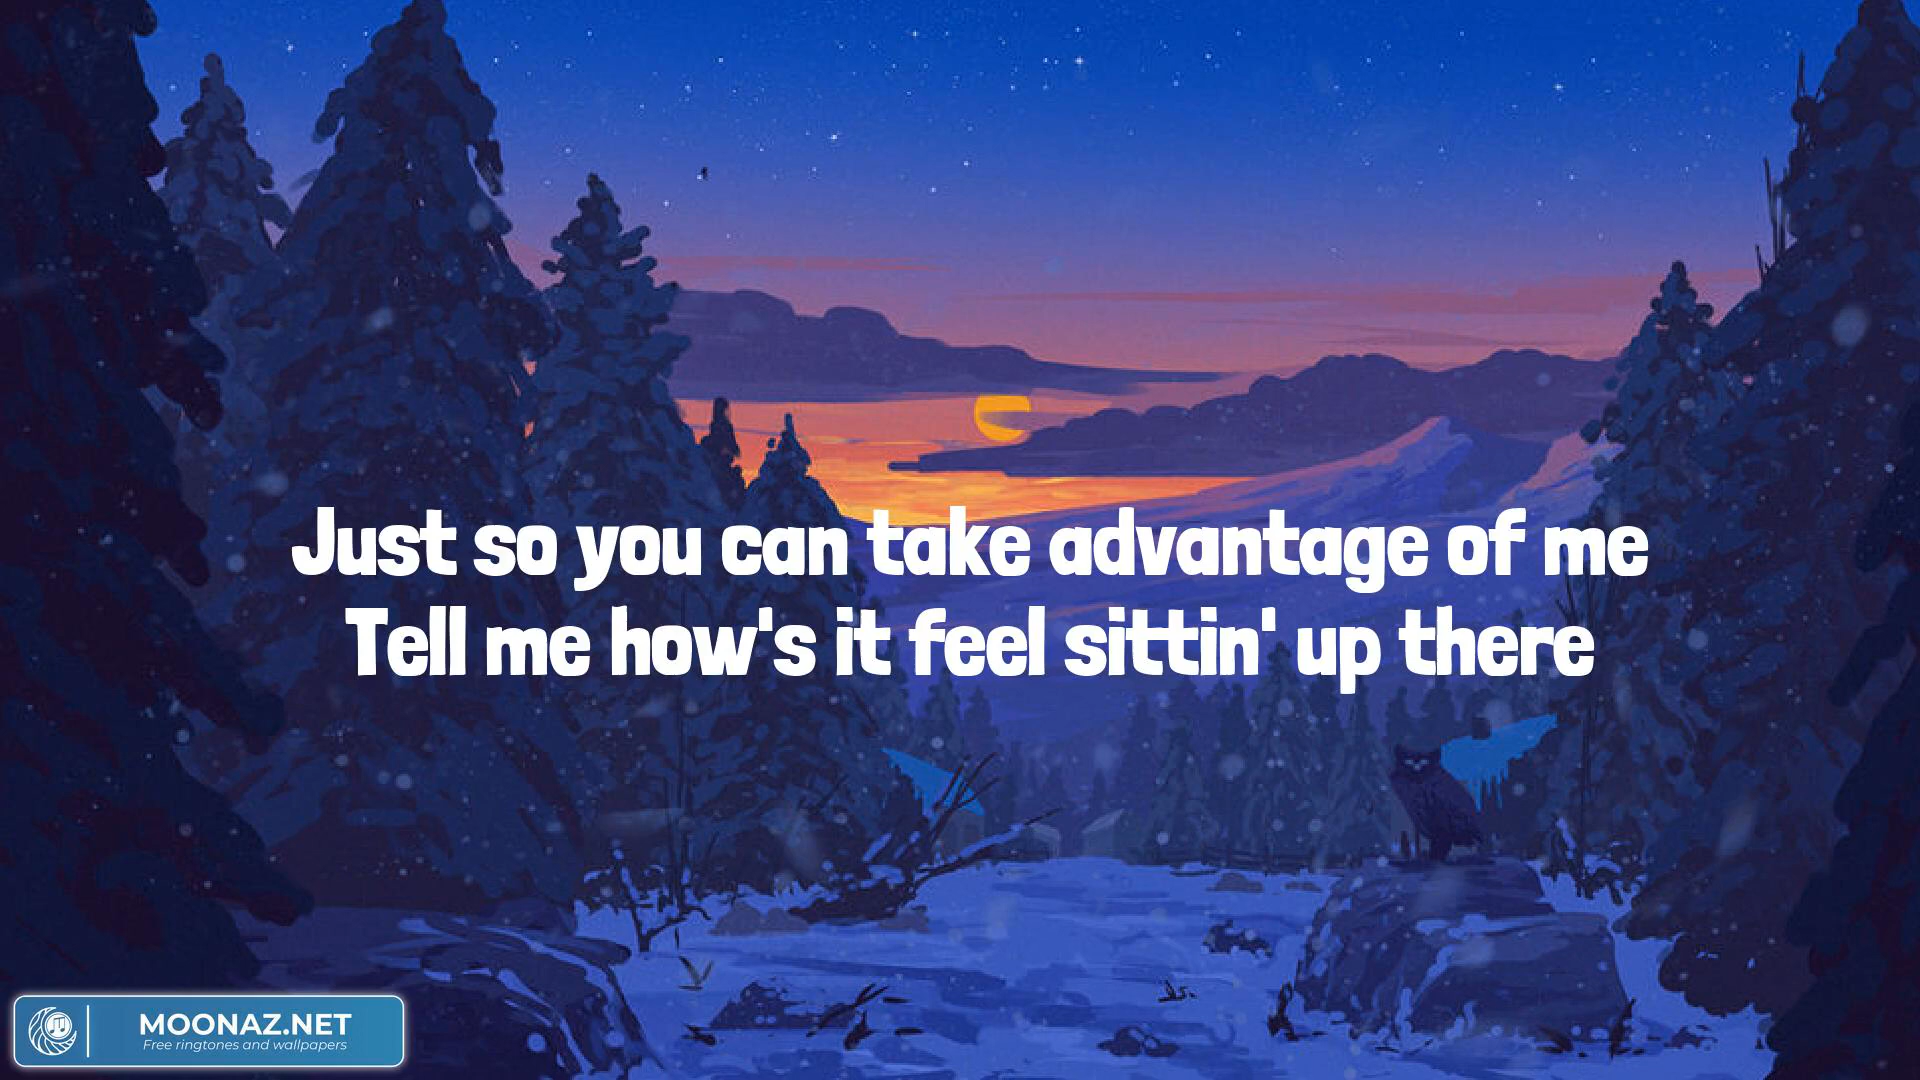 Just so you can take advantage of me
Tell me how's it feel sittin' up there
MOONAZ.NET
Free ringtones and wallpapers